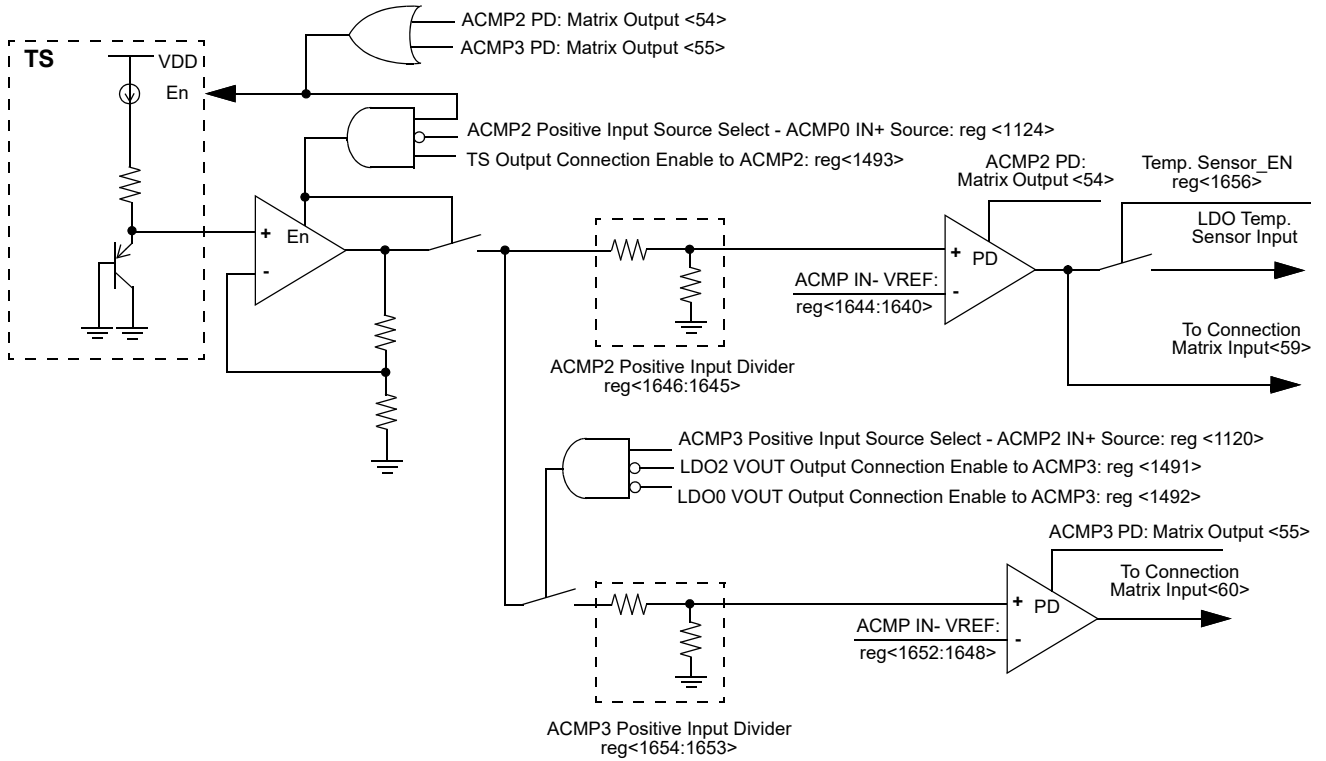 ACMP2 PD: Matrix Output <54>
ACMP3 PD: Matrix Output <55>
TS
VDD
En
ACMP2 Positive Input Source Select - ACMP0 IN+ Source: reg <1124>
TS Output Connection Enable to ACMP2: reg<1493>
ACMP2 PD:
Matrix Output <54>
Temp. Sensor_EN
reg<1656>
LDO Temp.
Sensor Input
+
En
-
+
PD
-
ACMP IN- VREF:
reg<1644:1640>
To Connection
Matrix Input<59>
ACMP2 Positive Input Divider
reg<1646:1645>
ACMP3 Positive Input Source Select - ACMP2 IN+ Source: reg <1120>
LDO2 VOUT Output Connection Enable to ACMP3: reg <1491>
LDO0 VOUT Output Connection Enable to ACMP3: reg <1492>
ACMP3 PD: Matrix Output <55>
To Connection
Matrix Input<60>
+
PD
-
ACMP IN- VREF:
reg<1652:1648>
ACMP3 Positive Input Divider
reg<1654:1653>